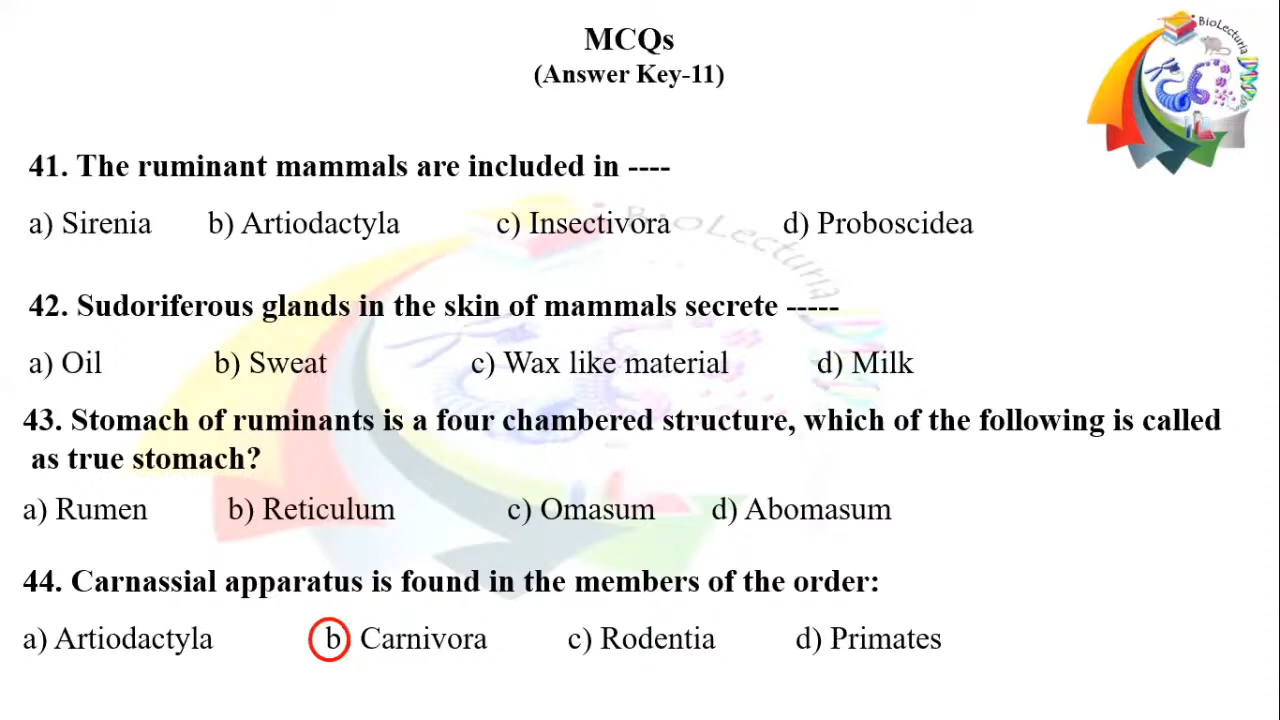 MCQs
(Answer Key-11)
BioLecturia
41. The ruminant mammals are included in ----
a) Sirenia b) Artiodactyla c) Insectivora d) Proboscidea
BioLecturia
42. Sudoriferous glands in the skin of mammals secrete -----
a) Oil b) Sweat c) Wax like material d) Milk
43. Stomach of ruminants is a four chambered structure, which of the following is called
as true stomach?
a) Rumen b) Reticulum c) Omasum d) Abomasum
44. Carnassial apparatus is found in the members of the order:
a) Artiodactyla b Carnivora c) Rodentia d) Primates